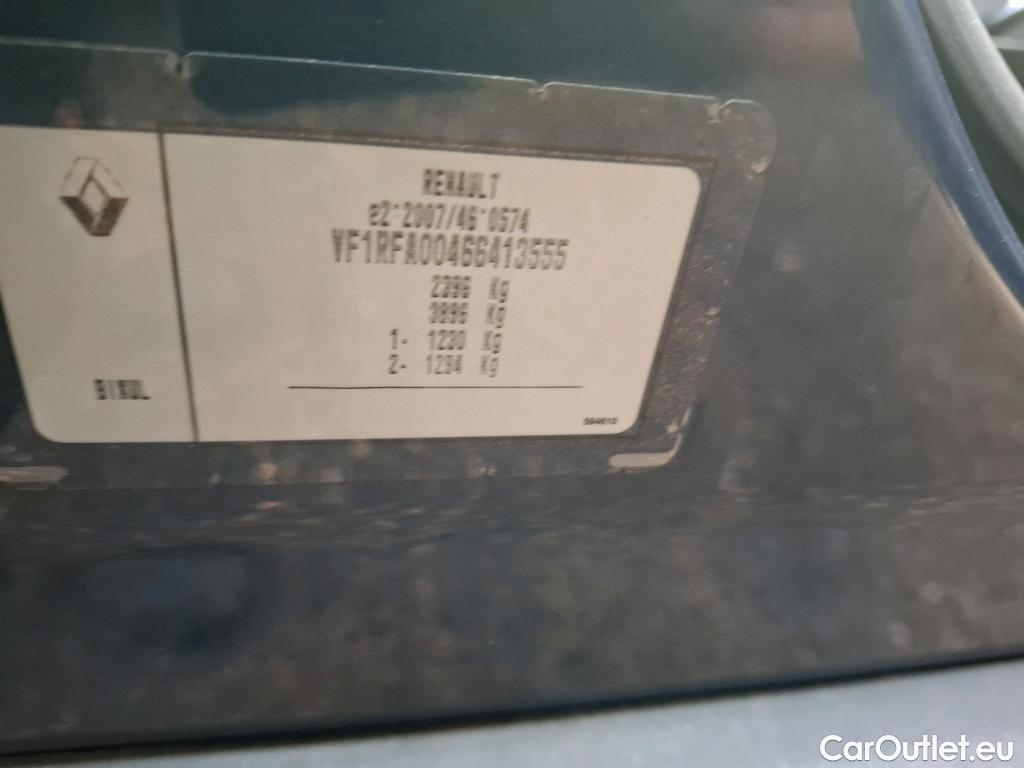 RENAULT
e2*2007/46*0574
VF1RFA00466413555
2396 Kg
3896 Kg
1- 1230 Kg
2- 1294 Kg
CarOutlet.eu